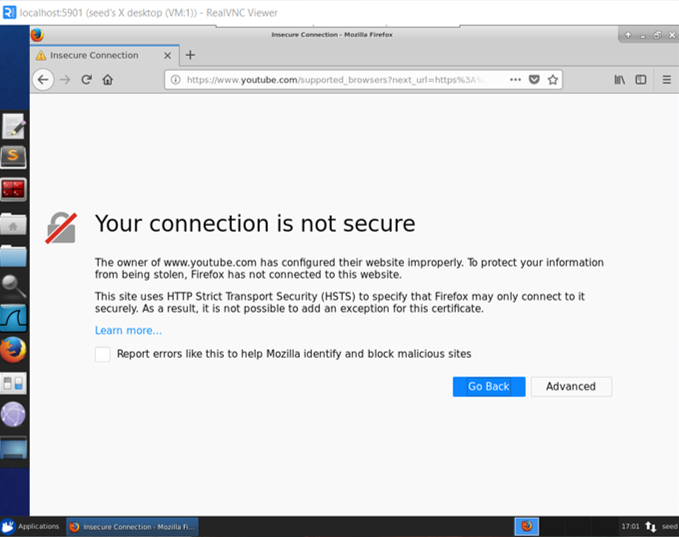 localhost:5901 (seed's X desktop (VM:1)) - RealVNC Viewer
Insecure Connection - Mozilla Firefox
Insecure Connection
https://www.youtube.com/supported_browsers?next_url=https%3A%
Your connection is not secure
The owner of www.youtube.com has configured their website improperly. To protect your information
from being stolen, Firefox has not connected to this website.
This site uses HTTP Strict Transport Security (HSTS) to specify that Firefox may only connect to it
securely. As a result, it is not possible to add an exception for this certificate.
Learn more...
Report errors like this to help Mozilla identify and block malicious sites
Go Back Advanced
Applications Insecure Connection - Mozilla Fi... 17:01 seed